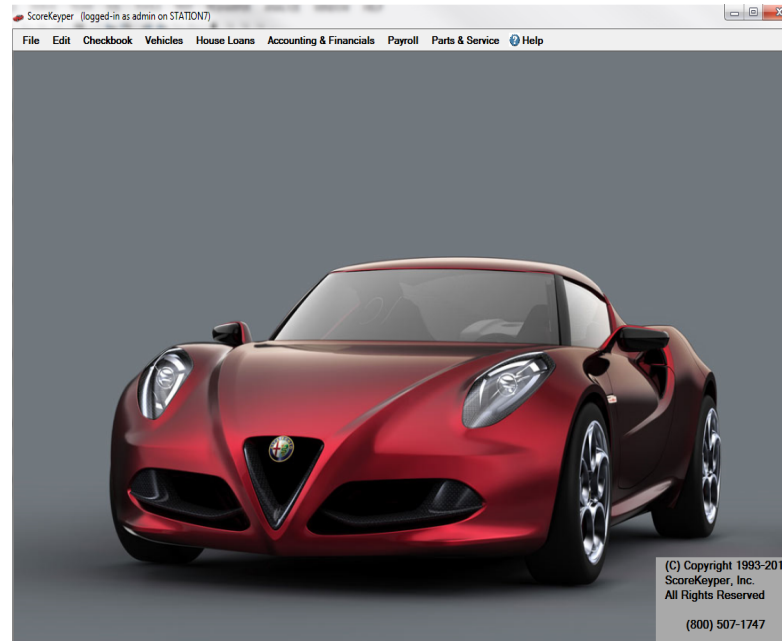 ScoreKeyper (logged-in as admin on STATION7)
File Edit Checkbook Vehicles House Loans Accounting & Financials Payroll Parts & Service Help
(C) Copyright 1993-201
ScoreKeyper, Inc.
All Rights Reserved
(800) 507-1747